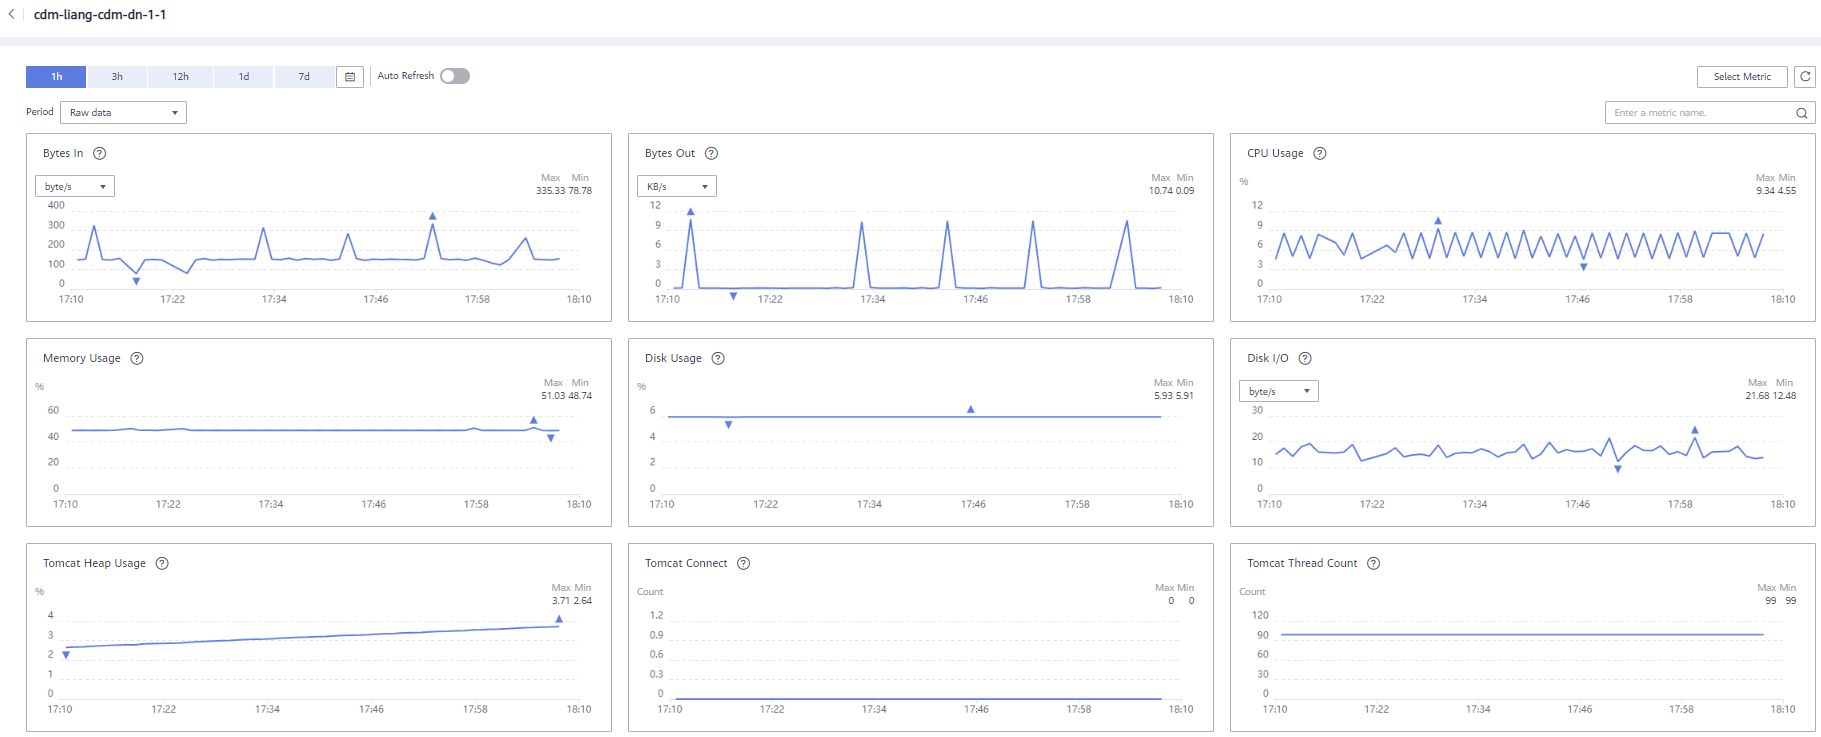 cdm-liang-cdm-dn-1-1
1h 3h 12h 1d 7d Auto Refresh Select Metric
Period Raw data Enter a metric name.
Bytes In
byte/s
Max Min
335.33 78.78
400
300
200
100
0
17:10 17:22 17:34 17:46 17:58 18:10
Bytes Out
KB/s
Max Min
10.74 0.09
12
9
6
3
0
17:10 17:22 17:34 17:46 17:58 18:10
CPU Usage
%
Max Min
9.34 4.55
12
9
6
3
0
17:10 17:22 17:34 17:46 17:58 18:10
Memory Usage
%
Max Min
51.03 48.74
60
40
20
0
17:10 17:22 17:34 17:46 17:58 18:10
Disk Usage
%
Max Min
5.93 5.91
6
4
2
0
17:10 17:22 17:34 17:46 17:58 18:10
Disk I/O
byte/s
Max Min
21.68 12.48
30
20
10
0
17:10 17:22 17:34 17:46 17:58 18:10
Tomcat Heap Usage
%
Max Min
3.71 2.64
4
3
2
1
0
17:10 17:22 17:34 17:46 17:58 18:10
Tomcat Connect
Count
Max Min
0 0
1.2
0.9
0.6
0.3
0
17:10 17:22 17:34 17:46 17:58 18:10
Tomcat Thread Count
Count
Max Min
99 99
120
90
60
30
0
17:10 17:22 17:34 17:46 17:58 18:10